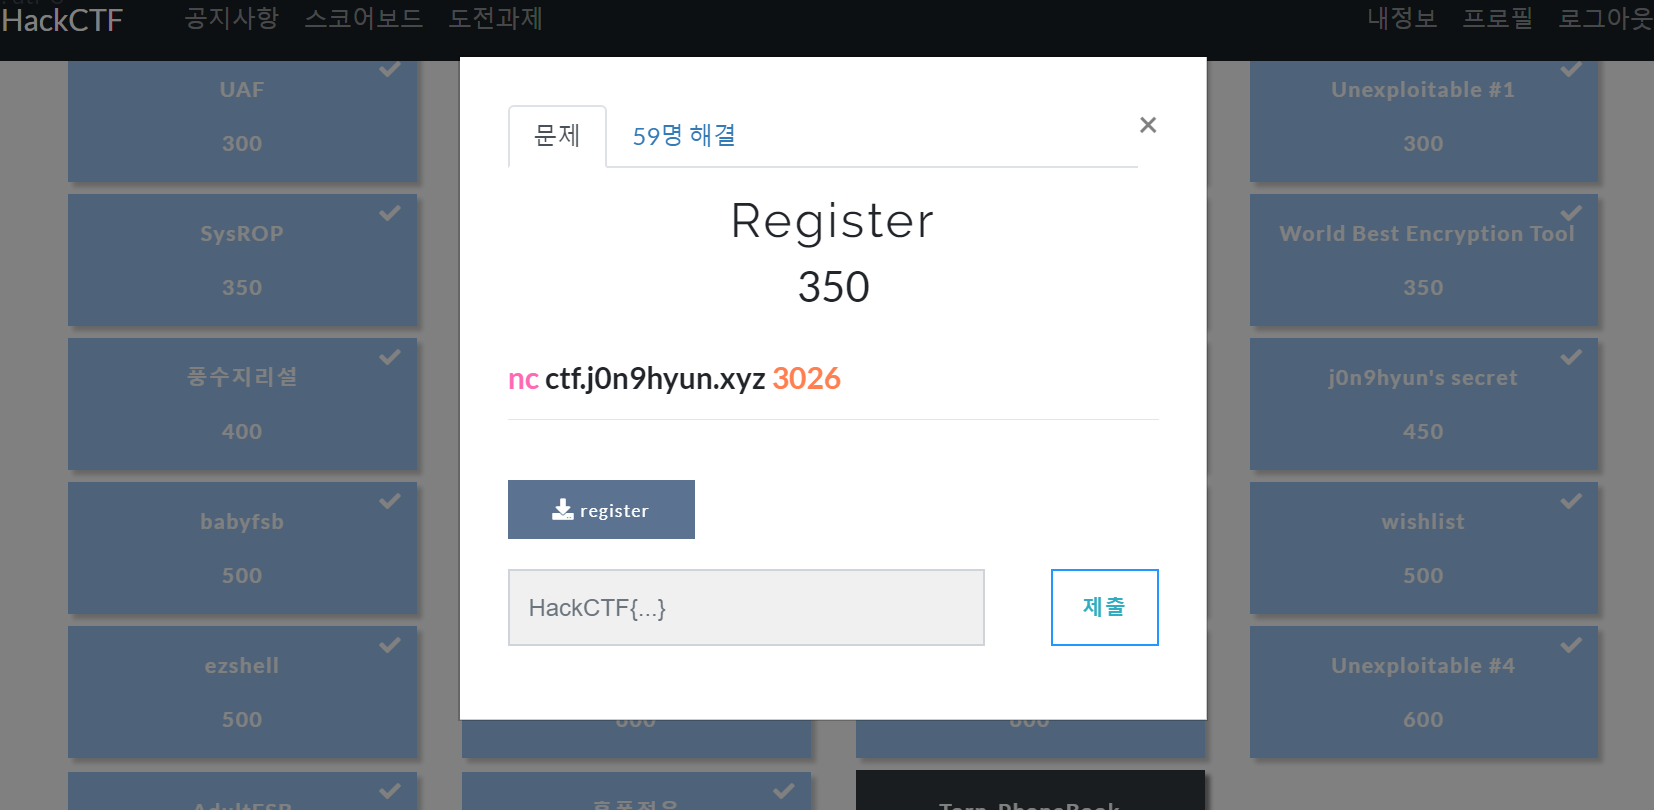 HackCTF 공지사항 스코어보드 도전과제 내정보 프로필 로그아웃
UAF
300
Unexploitable #1
300
문제 59명 해결 ×
Register
350
nc ctf.j0n9hyun.xyz 3026
register
HackCTF{...} 제출
SysROP
350
World Best Encryption Tool
350
풍수지리설
400
j0n9hyun's secret
450
babyfsb
500
wishlist
500
ezshell
500
Unexploitable #4
600
AdultFSB